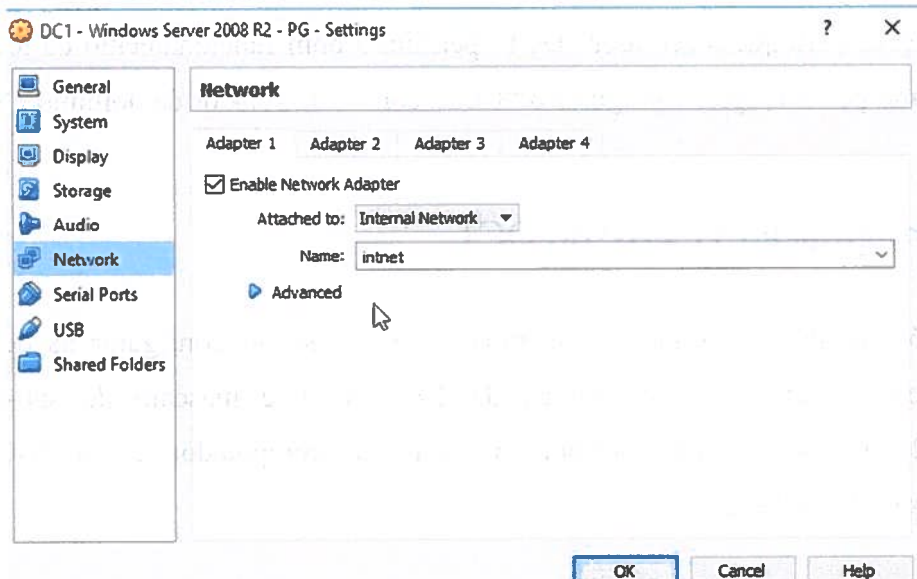 DC1 - Windows Server 2008 R2 - PG - Settings ? ×
General
System
Display
Storage
Audio
Network
Serial Ports
USB
Shared Folders
Network
Adapter 1 Adapter 2 Adapter 3 Adapter 4
Enable Network Adapter
Attached to: Internal Network
Name: intnet
Advanced
OK Cancel Help